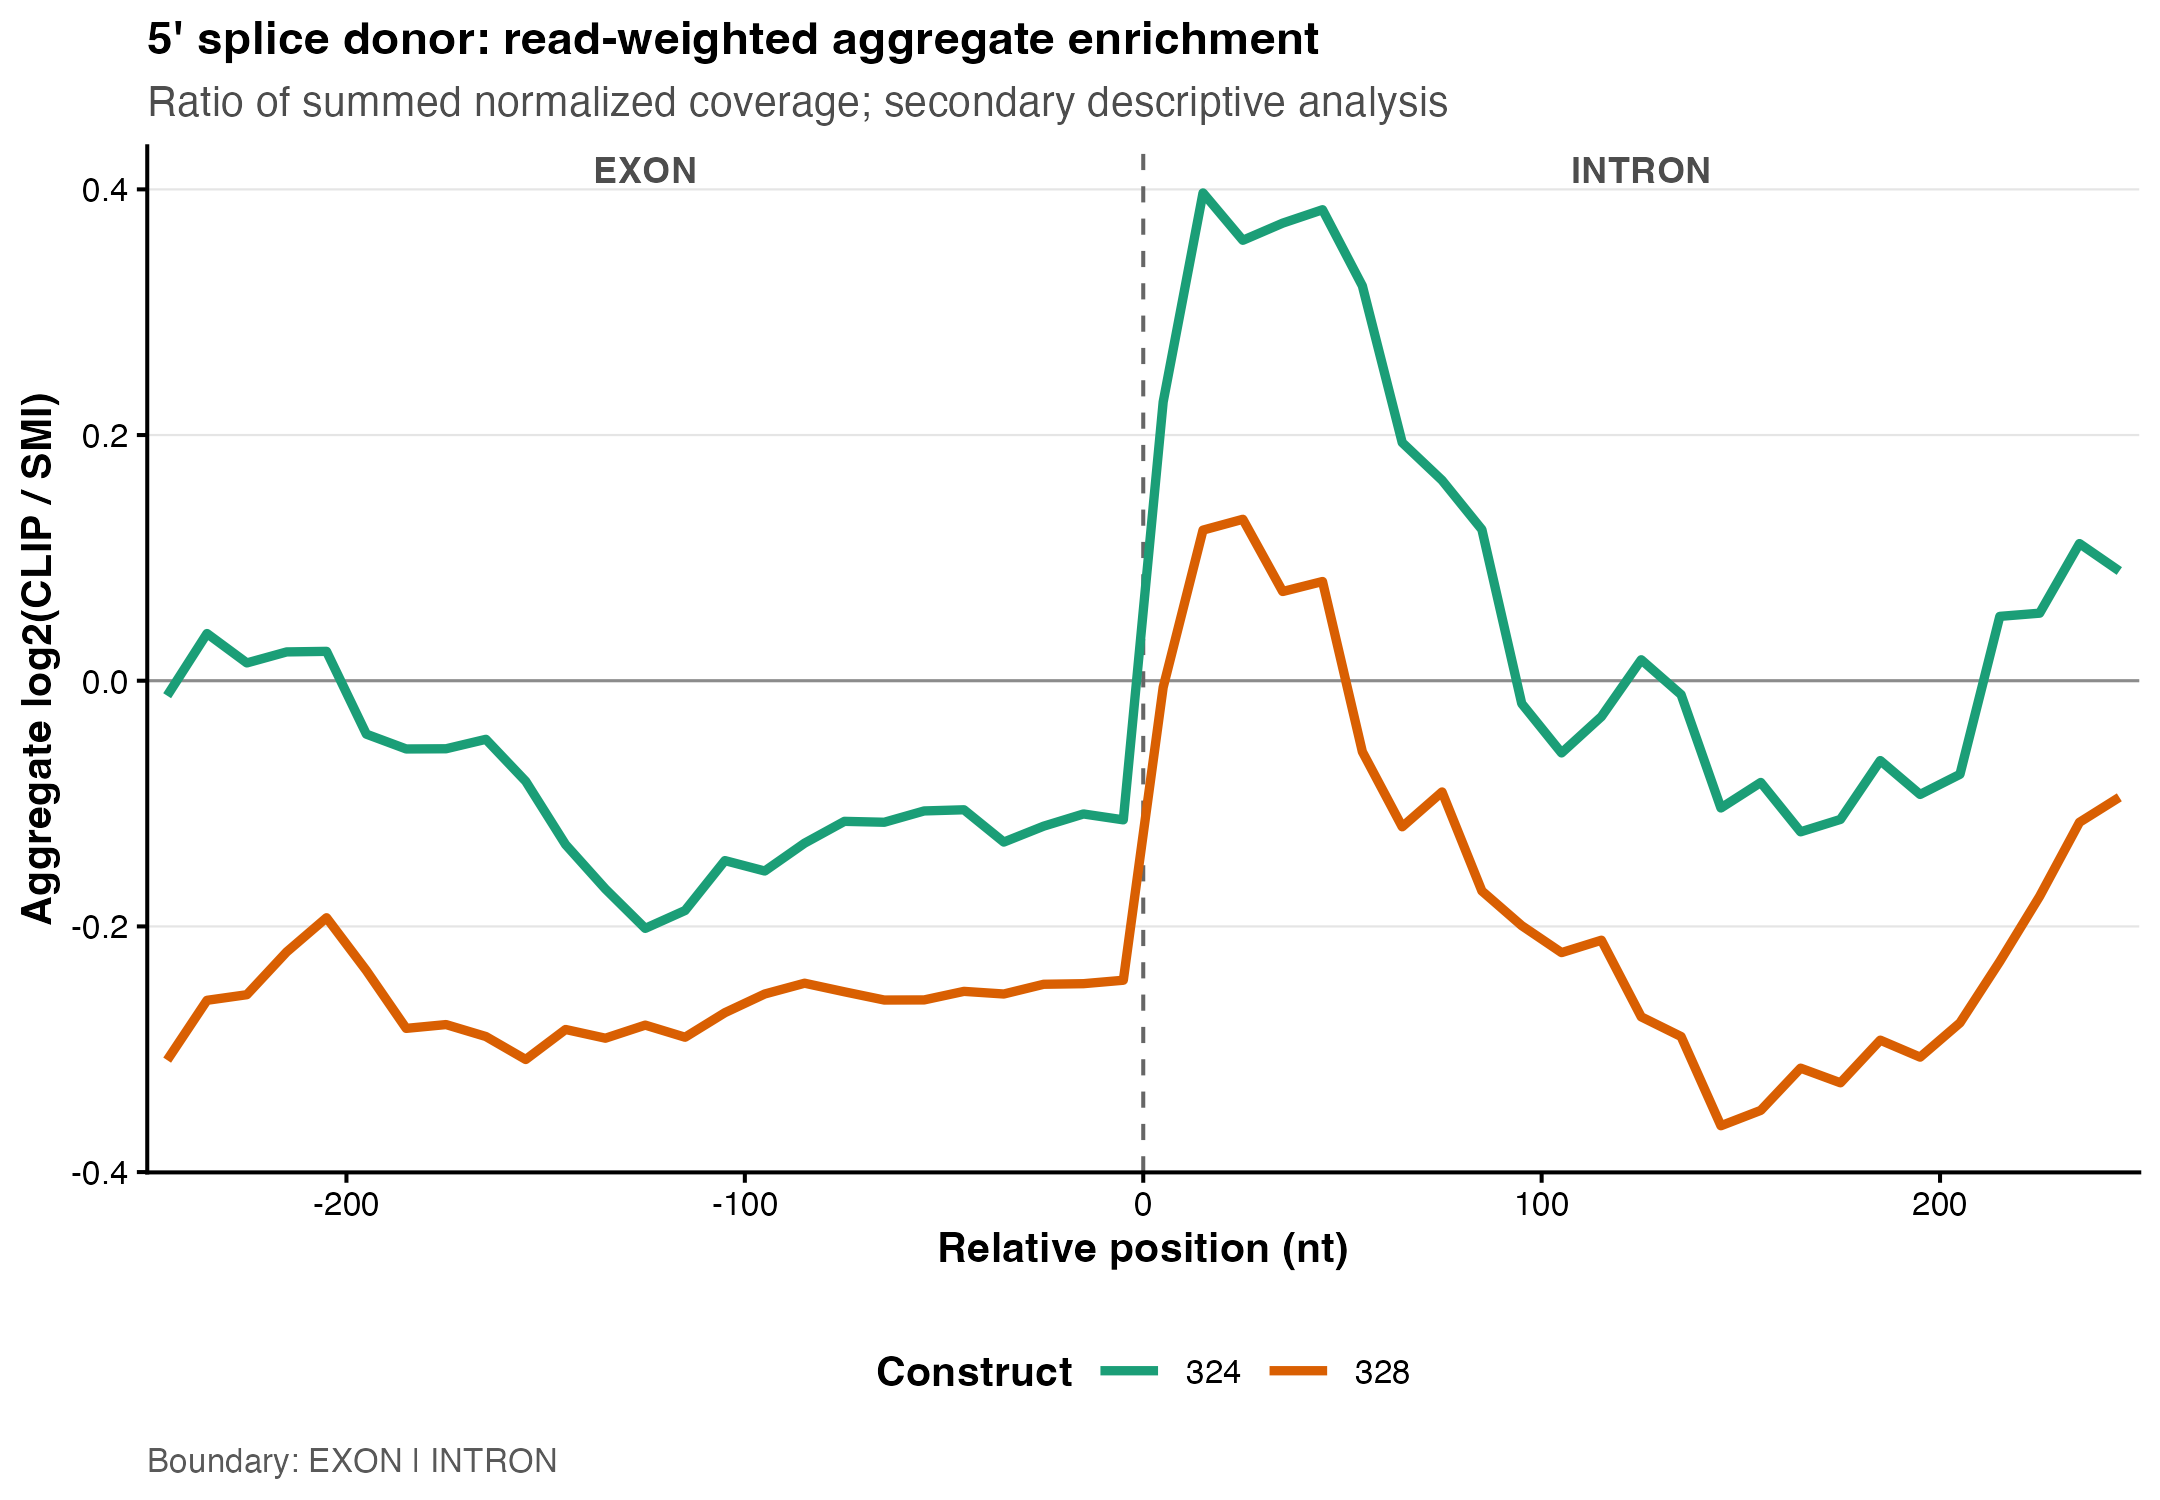 5' splice donor: read-weighted aggregate enrichment
Ratio of summed normalized coverage; secondary descriptive analysis
EXON
INTRON
Aggregate log2(CLIP / SMI)
0.4
0.2
0.0
-0.2
-0.4
-200
-100
0
100
200
Relative position (nt)
Construct 324 328
Boundary: EXON | INTRON